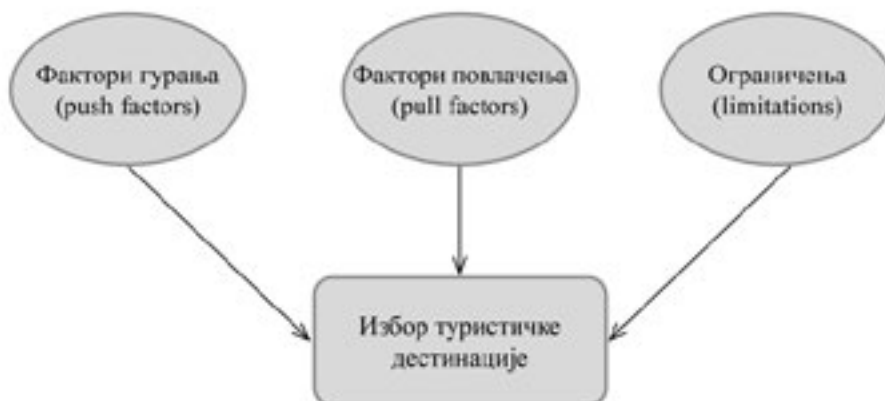 Фактори гурања
(push factors)
Фактори повлачења
(pull factors)
Ограничења
(limitations)
Избор туристичке
дестинације